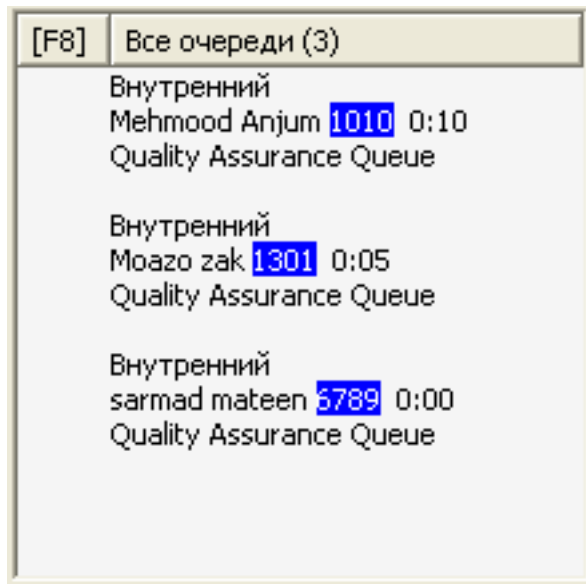 [F8] Все очереди (3)
Внутренний
Mehmood Anjum 1010 0:10
Quality Assurance Queue
Внутренний
Moazo zak 1301 0:05
Quality Assurance Queue
Внутренний
sarmad mateen 6789 0:00
Quality Assurance Queue